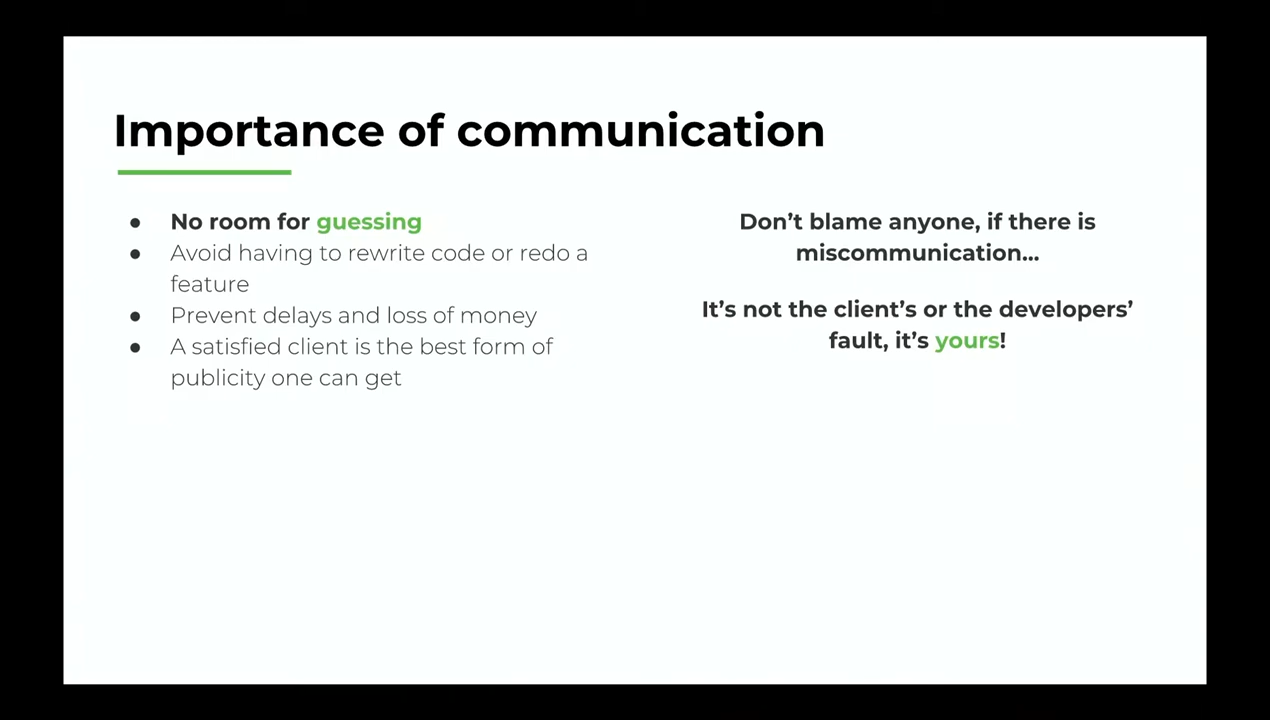 Importance of communication
● No room for guessing
● Avoid having to rewrite code or redo a
feature
● Prevent delays and loss of money
● A satisfied client is the best form of
publicity one can get
Don’t blame anyone, if there is
miscommunication...
It’s not the client’s or the developers’
fault, it’s yours!